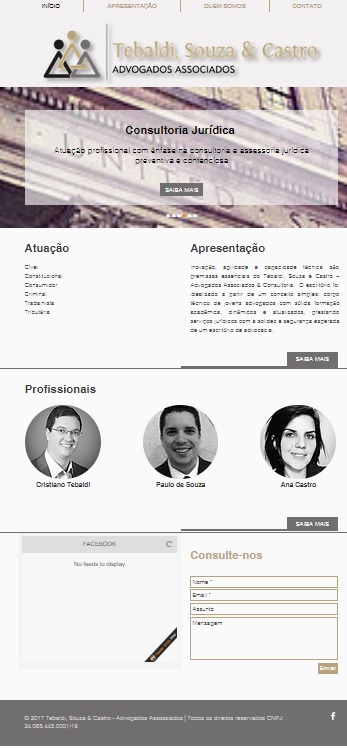 INÍCIO APRESENTAÇÃO QUEM SOMOS CONTATO
Tebaldi, Souza & Castro
ADVOGADOS ASSOCIADOS
Consultoria Jurídica
Atuação profissional com ênfase na consultoria e assessoria jurídica
preventiva e contenciosa
SAIBA MAIS
Atuação
Cível
Constitucional
Consumidor
Criminal
Trabalhista
Tributária
Apresentação
Inovação, agilidade e capacidade técnica são
premissas essenciais do Tebaldi, Souza e Castro –
Advogados Associados & Consultoria. O escritório foi
idealizado a partir de um conceito simples: corpo
técnico de jovens advogados com sólida formação
acadêmica, dinâmicos e atualizados, prestando
serviços jurídicos com a solidez e segurança esperada
de um escritório de advocacia.
SAIBA MAIS
Profissionais
Cristiano Tebaldi Paulo de Souza Ana Castro
SAIBA MAIS
FACEBOOK
No feeds to display
Consulte-nos
Nome *
Email *
Assunto
Mensagem
Enviar
© 2017 Tebaldi, Souza & Castro - Advogados Associados | Todos os direitos reservados CNPJ: